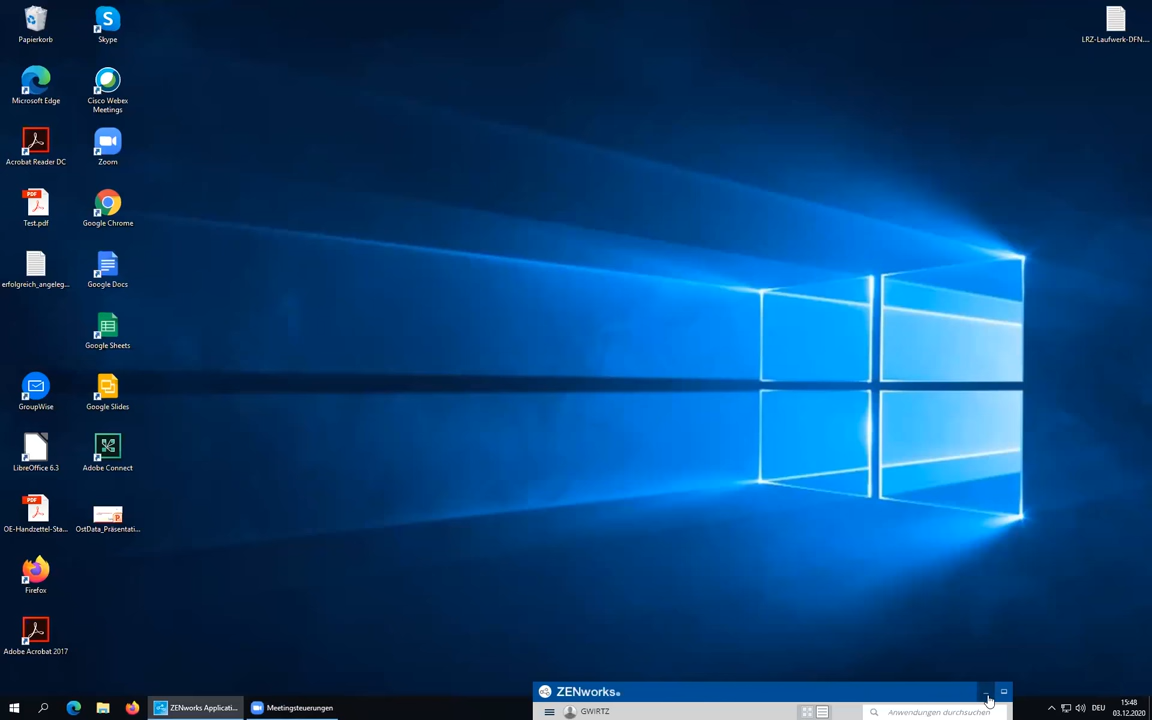 Papierkorb
Skype
LRZ-Laufwerk-DFN....
Microsoft Edge
Cisco Webex
Meetings
Acrobat Reader DC
Zoom
Test.pdf
Google Chrome
erfolgreich_angeleg...
Google Docs
Google Sheets
GroupWise
Google Slides
LibreOffice 6.3
Adobe Connect
OE-Handzettel-Sta...
OstData_Präsentati...
Firefox
Adobe Acrobat 2017
ZENworks
GWIRTZ
Anwendungen durchsuchen
ZENworks Applicati...
Meetingsteuerungen
DEU
15:48
03.12.2020